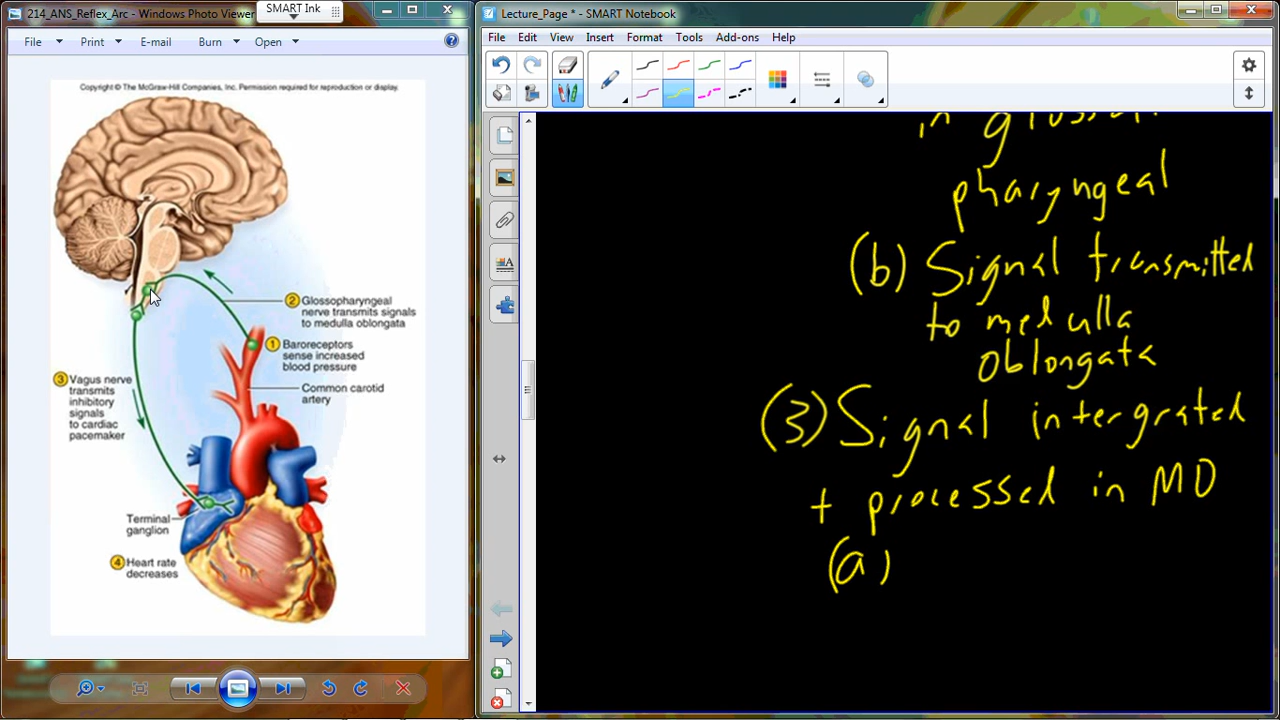 214_ANS_Reflex_Arc - Windows Photo Viewer
SMART Ink
File Print E-mail Burn Open
Copyright © The McGraw-Hill Companies, Inc. Permission required for reproduction or display.
2 Glossopharyngeal
nerve transmits signals
to medulla oblongata
1 Baroreceptors
sense increased
blood pressure
Common carotid
artery
3 Vagus nerve
transmits
inhibitory
signals
to cardiac
pacemaker
Terminal
ganglion
4 Heart rate
decreases
Lecture_Page * - SMART Notebook
File Edit View Insert Format Tools Add-ons Help
in
pharyngeal
(b) Signal transmitted
to medulla
oblongata
(3) Signal intergrated
+ processed in MO
(a)